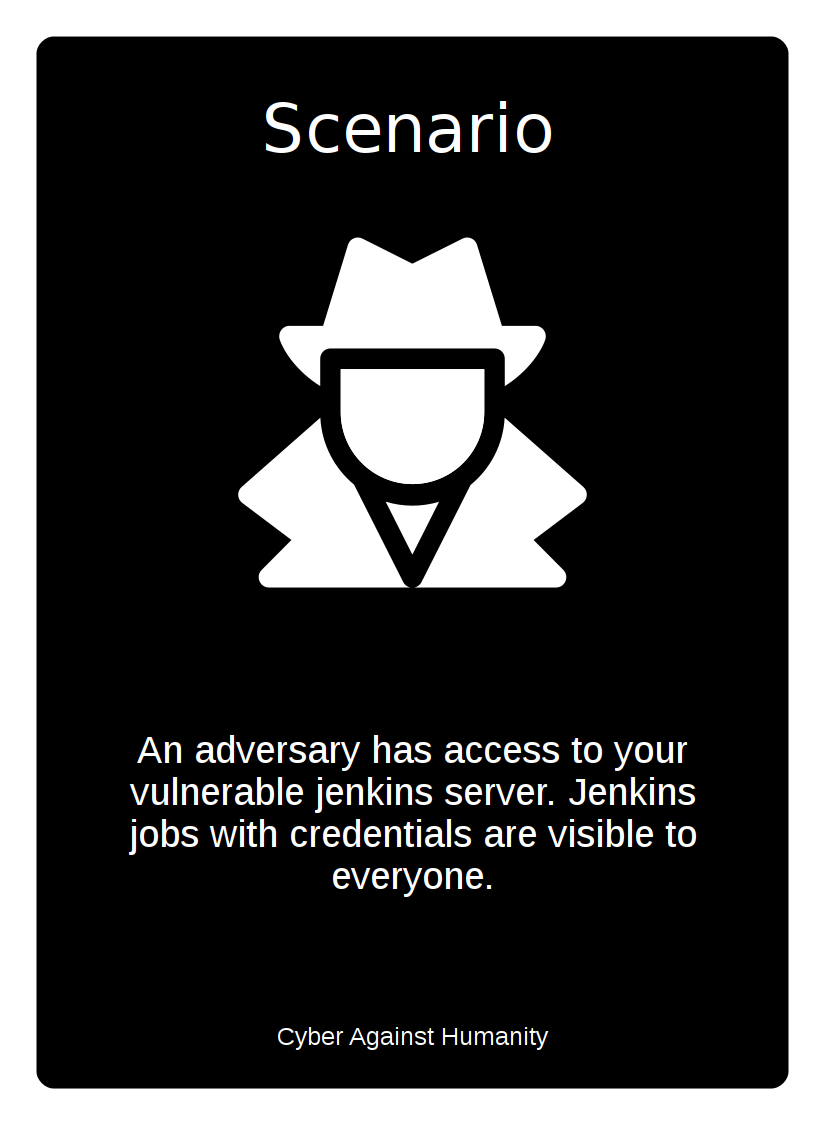 Scenario
An adversary has access to your
vulnerable jenkins server. Jenkins
jobs with credentials are visible to
everyone.
Cyber Against Humanity